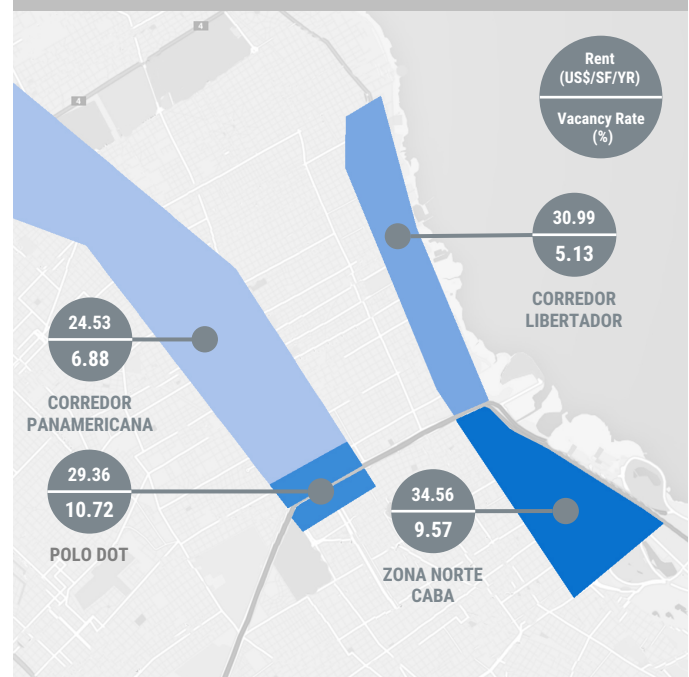 4
4
Rent
(US$/SF/YR)
Vacancy Rate
(%)
30.99
5.13
CORREDOR
LIBERTADOR
24.53
6.88
CORREDOR
PANAMERICANA
29.36
10.72
POLO DOT
34.56
9.57
ZONA NORTE
CABA